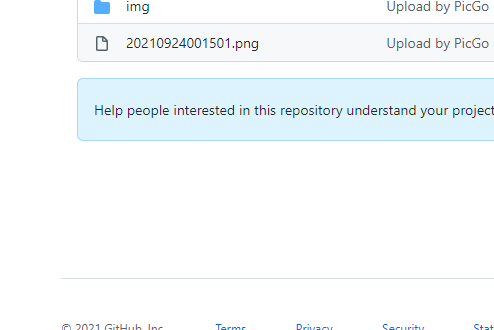 img Upload by PicGo
20210924001501.png Upload by PicGo
Help people interested in this repository understand your project
© 2021 GitHub, Inc. Terms Privacy Security Stat